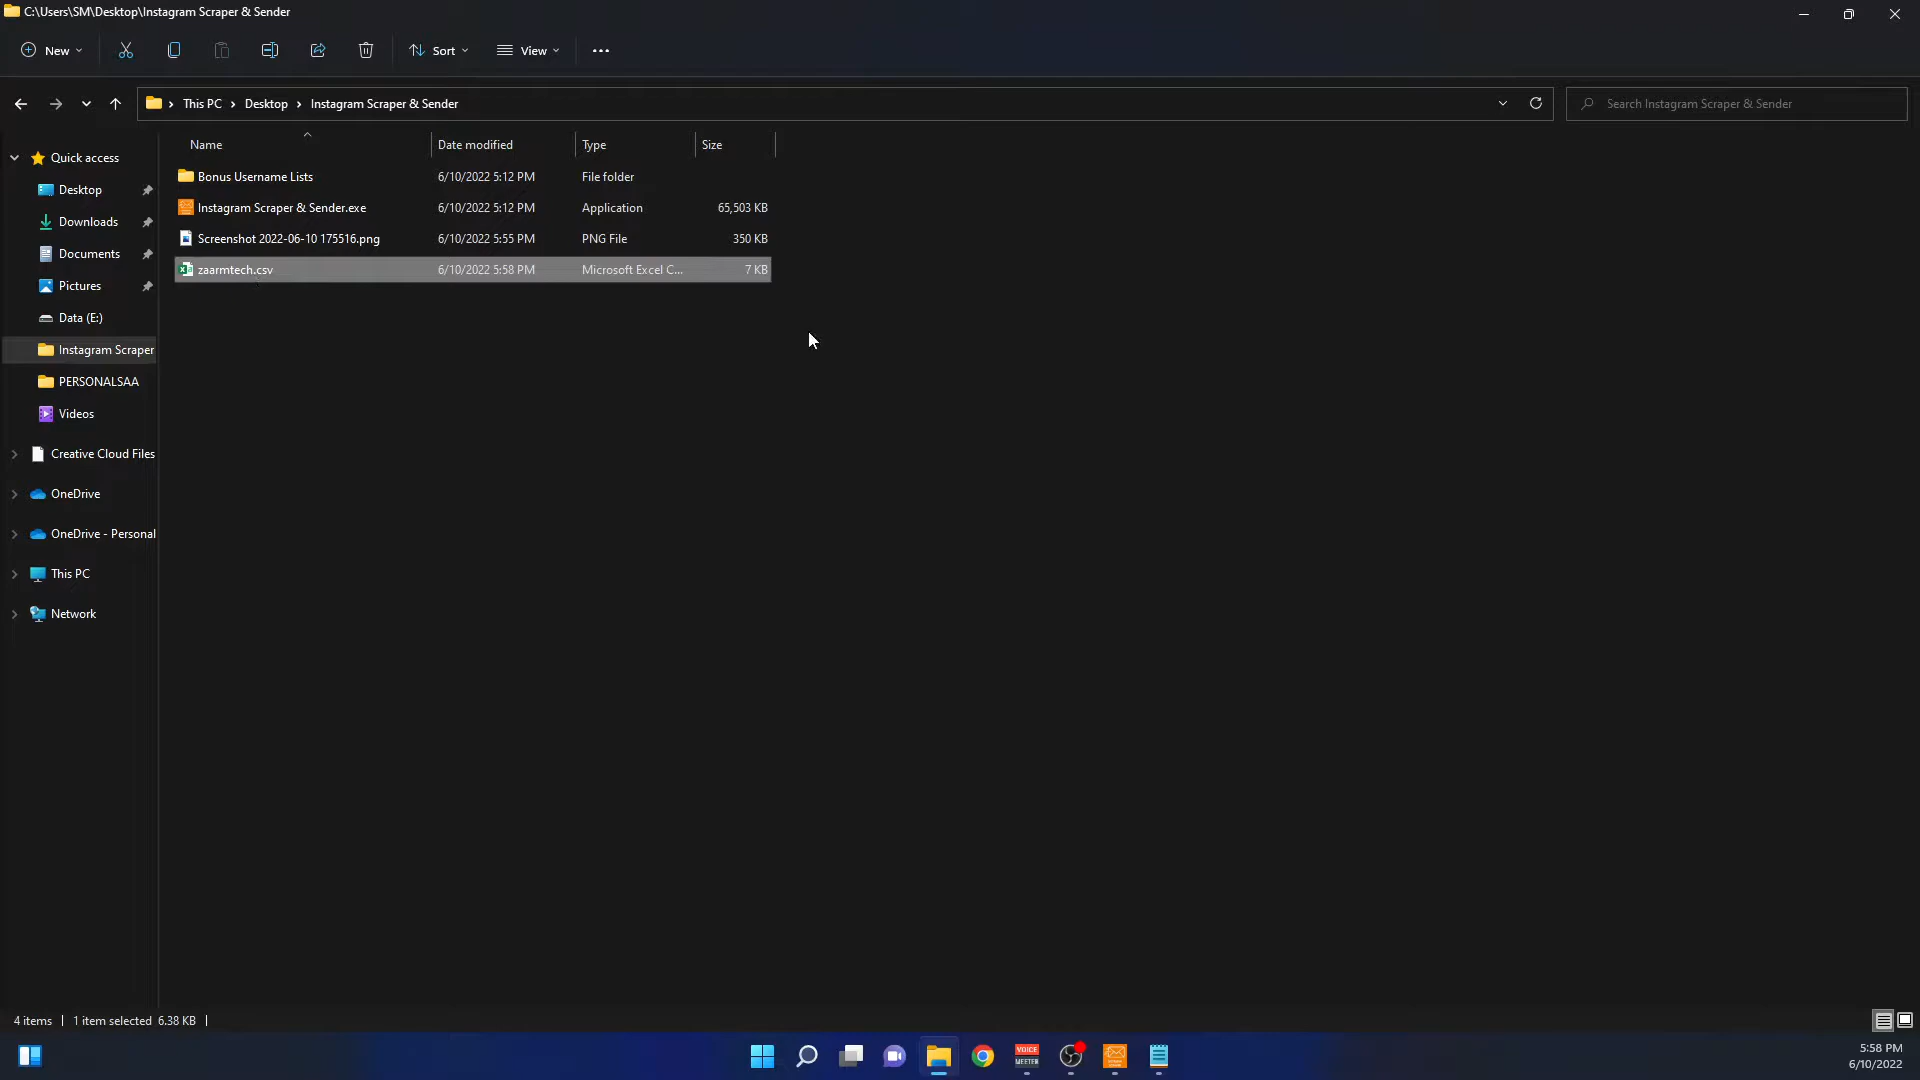 C:\Users\SM\Desktop\Instagram Scraper & Sender
New
Sort
View
This PC > Desktop > Instagram Scraper & Sender
Search Instagram Scraper & Sender
Name Date modified Type Size
Bonus Username Lists 6/10/2022 5:12 PM File folder
Instagram Scraper & Sender.exe 6/10/2022 5:12 PM Application 65,503 KB
Screenshot 2022-06-10 175516.png 6/10/2022 5:55 PM PNG File 350 KB
zaarmtech.csv 6/10/2022 5:58 PM Microsoft Excel C... 7 KB
Quick access
Desktop
Downloads
Documents
Pictures
Data (E:)
Instagram Scraper
PERSONALSAA
Videos
Creative Cloud Files
OneDrive
OneDrive - Personal
This PC
Network
4 items 1 item selected 6.38 KB
VOICE
MEETER
5:58 PM
6/10/2022